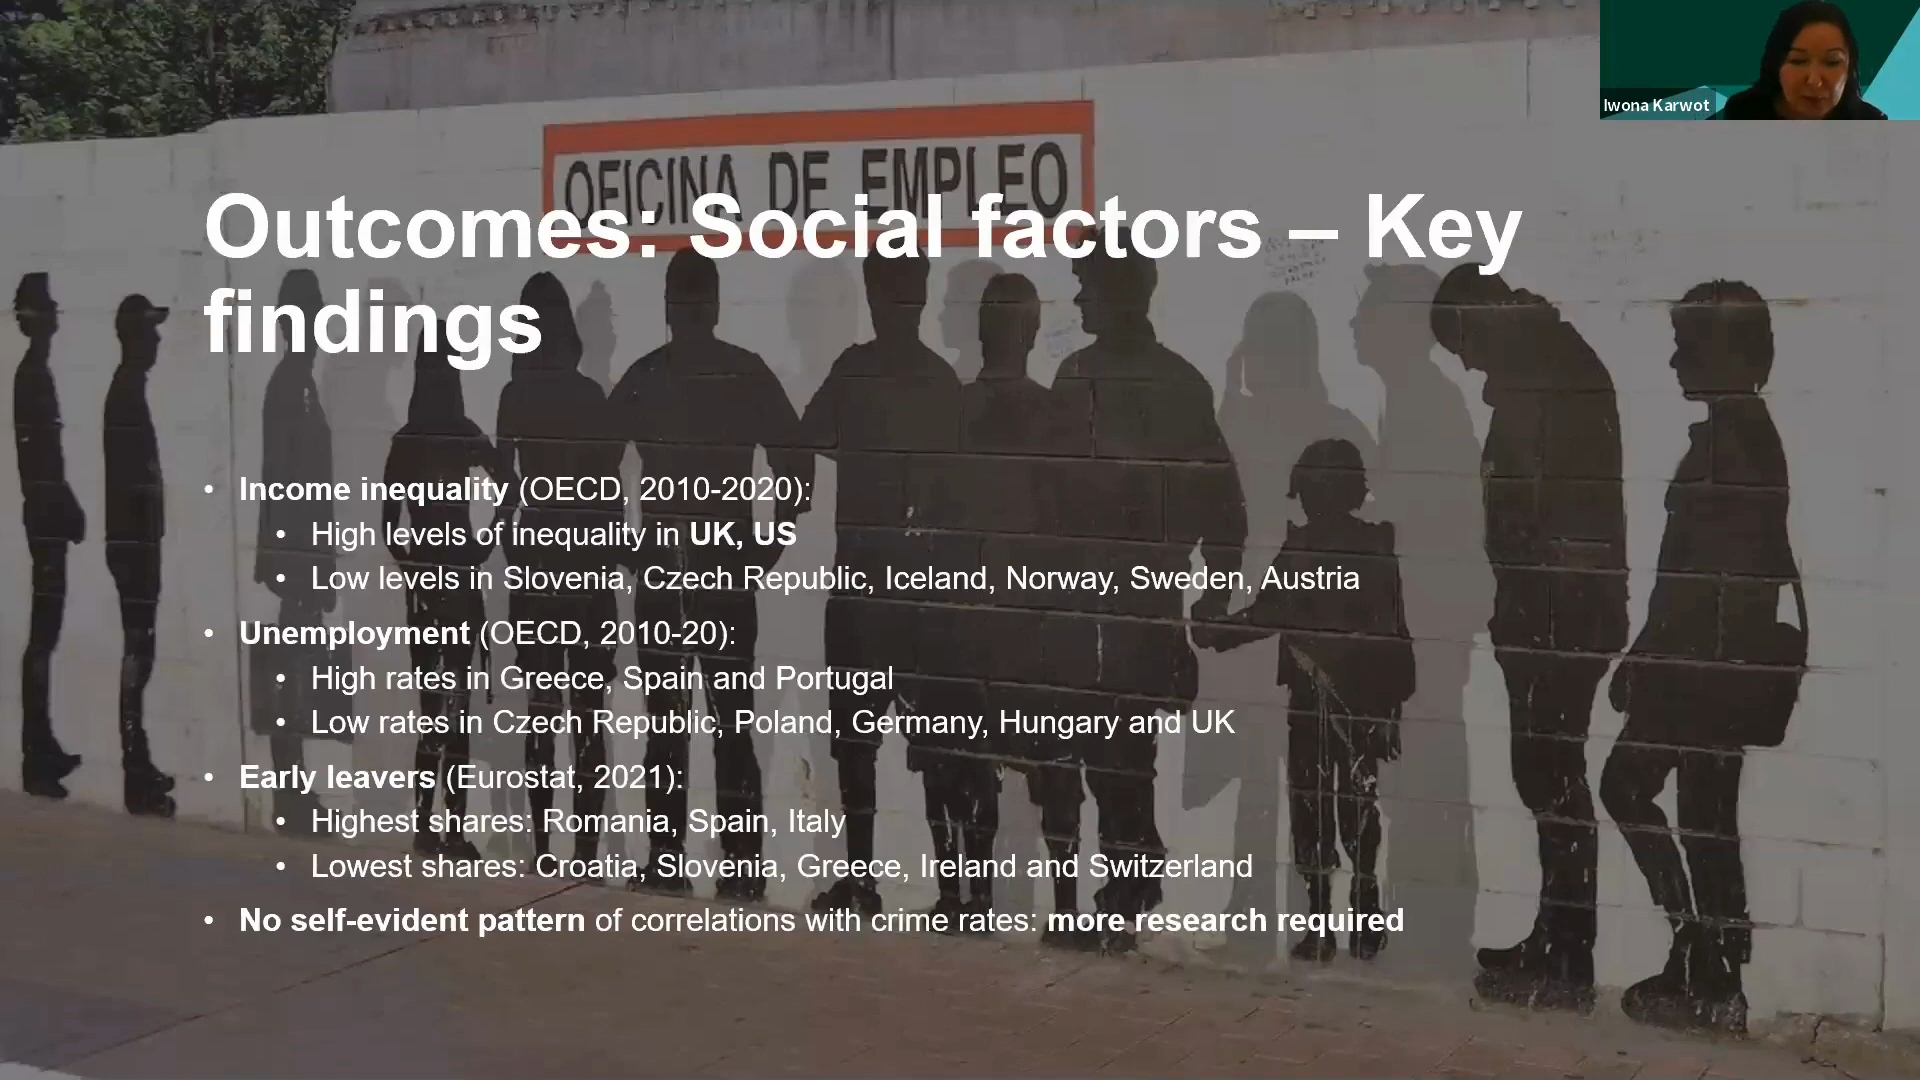 Iwona Karwot
OFICINA DE EMPLEO
Outcomes: Social factors – Key
findings
• Income inequality (OECD, 2010-2020):
• High levels of inequality in UK, US
• Low levels in Slovenia, Czech Republic, Iceland, Norway, Sweden, Austria
• Unemployment (OECD, 2010-20):
• High rates in Greece, Spain and Portugal
• Low rates in Czech Republic, Poland, Germany, Hungary and UK
• Early leavers (Eurostat, 2021):
• Highest shares: Romania, Spain, Italy
• Lowest shares: Croatia, Slovenia, Greece, Ireland and Switzerland
• No self-evident pattern of correlations with crime rates: more research required